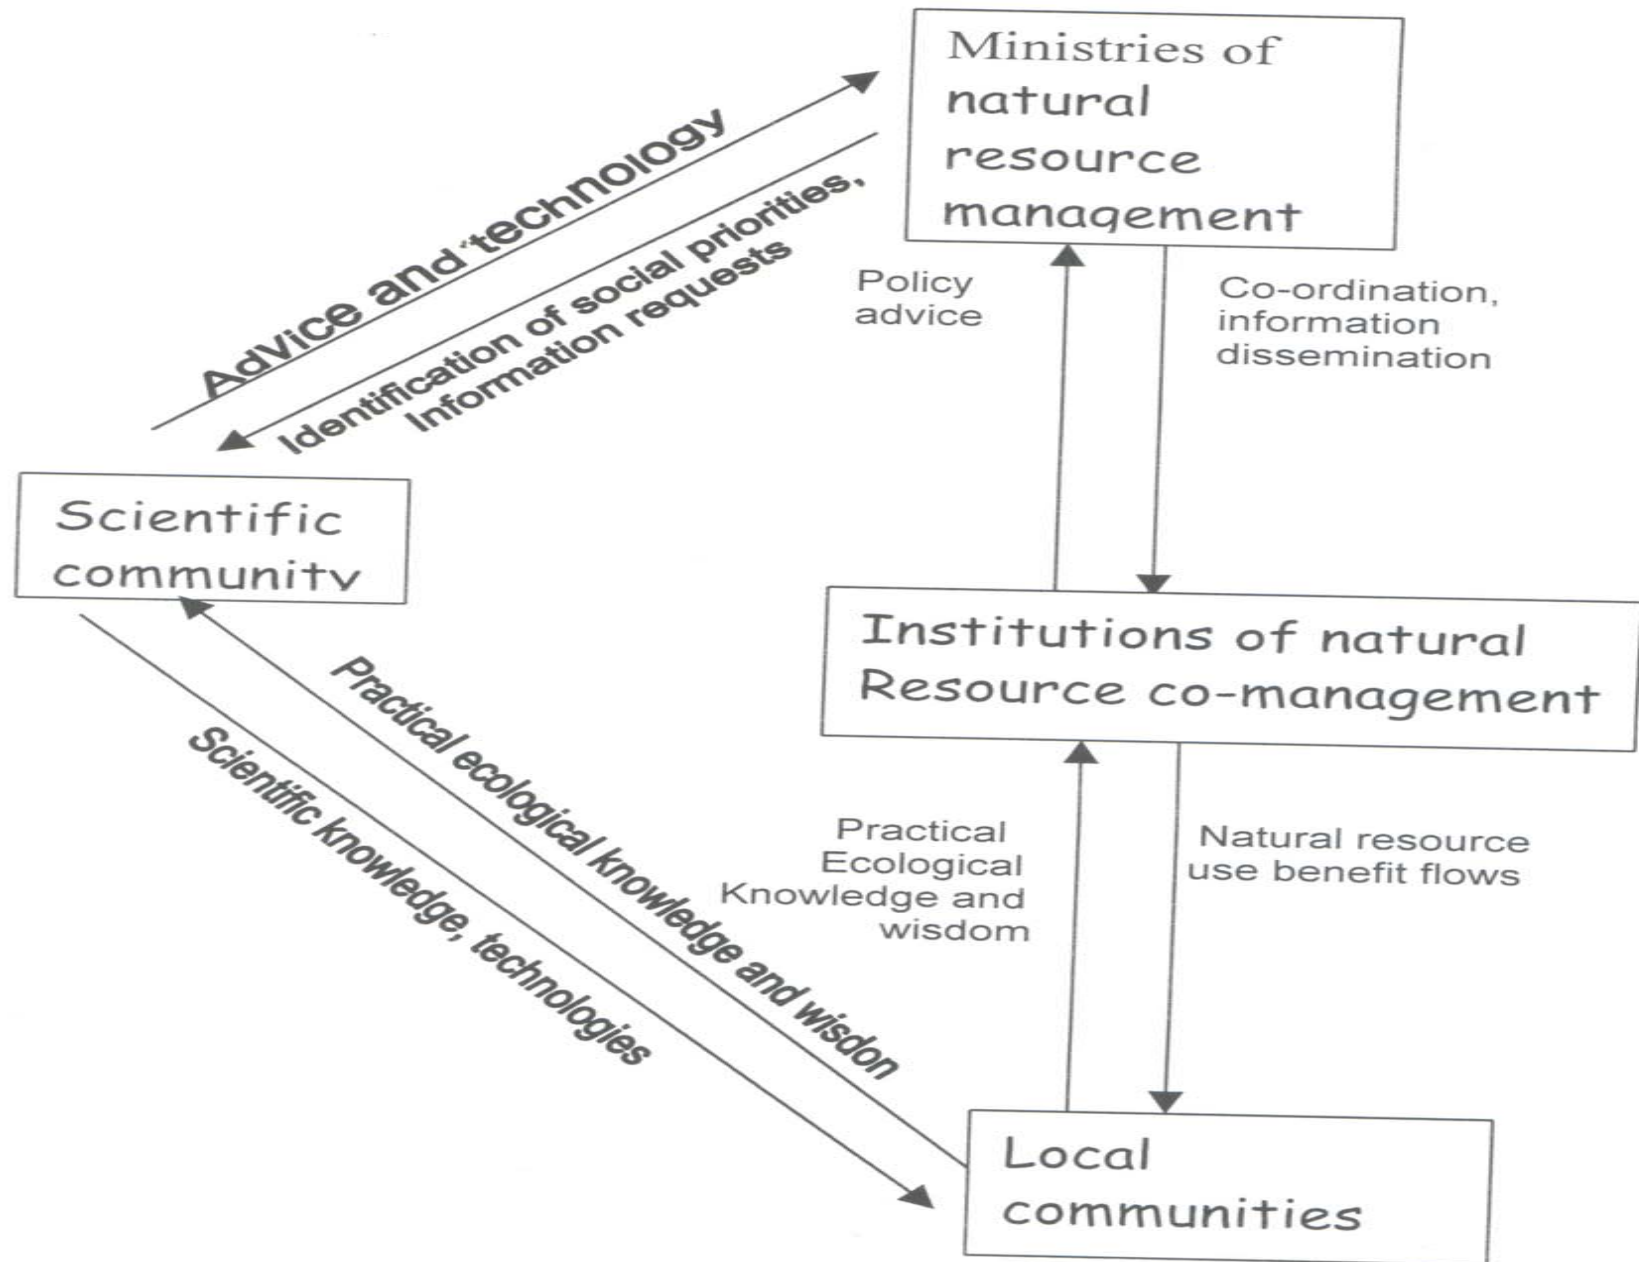 Ministries of
natural
resource
management
Advice and technology
Identification of social priorities,
Information requests
Policy
advice
Co-ordination,
information
dissemination
Scientific
community
Institutions of natural
Resource co-management
Practical ecological knowledge and wisdon
Scientific knowledge, technologies
Practical
Ecological
Knowledge and
wisdom
Natural resource
use benefit flows
Local
communities